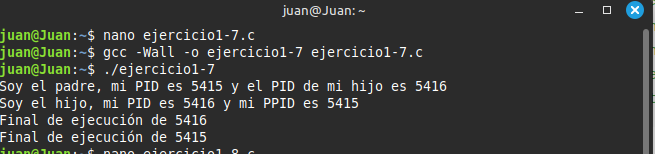 juan@Juan: ~
juan@Juan:~$ nano ejercicio1-7.c
juan@Juan:~$ gcc -Wall -o ejercicio1-7 ejercicio1-7.c
juan@Juan:~$ ./ejercicio1-7
Soy el padre, mi PID es 5415 y el PID de mi hijo es 5416
Soy el hijo, mi PID es 5416 y mi PPID es 5415
Final de ejecución de 5416
Final de ejecución de 5415
juan@Juan:~$ nano ejercicio1-8.c